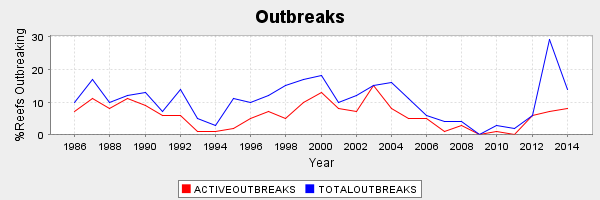 Outbreaks
%Reefs Outbreaking
30
20
10
0
1986 1988 1990 1992 1994 1996 1998 2000 2002 2004 2006 2008 2010 2012 2014
Year
ACTIVEOUTBREAKS TOTALOUTBREAKS